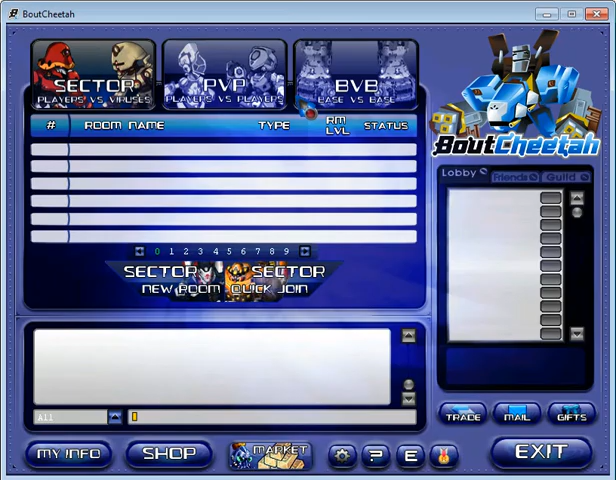 BoutCheetah
SECTOR
PLAYERS VS VIRUSES
PVP
PLAYERS VS PLAYERS
BVB
BASE VS BASE
BoutCheetah
# ROOM NAME TYPE RM LVL STATUS
Lobby Friends Guild
0 1 2 3 4 5 6 7 8 9
SECTOR
NEW ROOM
SECTOR
QUICK JOIN
All
TRADE MAIL GIFTS
MY INFO SHOP MARKET ? E EXIT